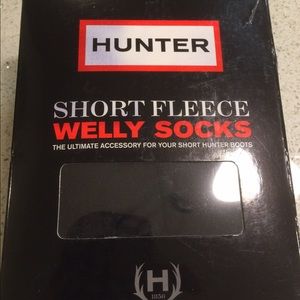 HUNTER
SHORT FLEECE
WELLY SOCKS
THE ULTIMATE ACCESSORY FOR YOUR SHORT HUNTER BOOTS
H
1856